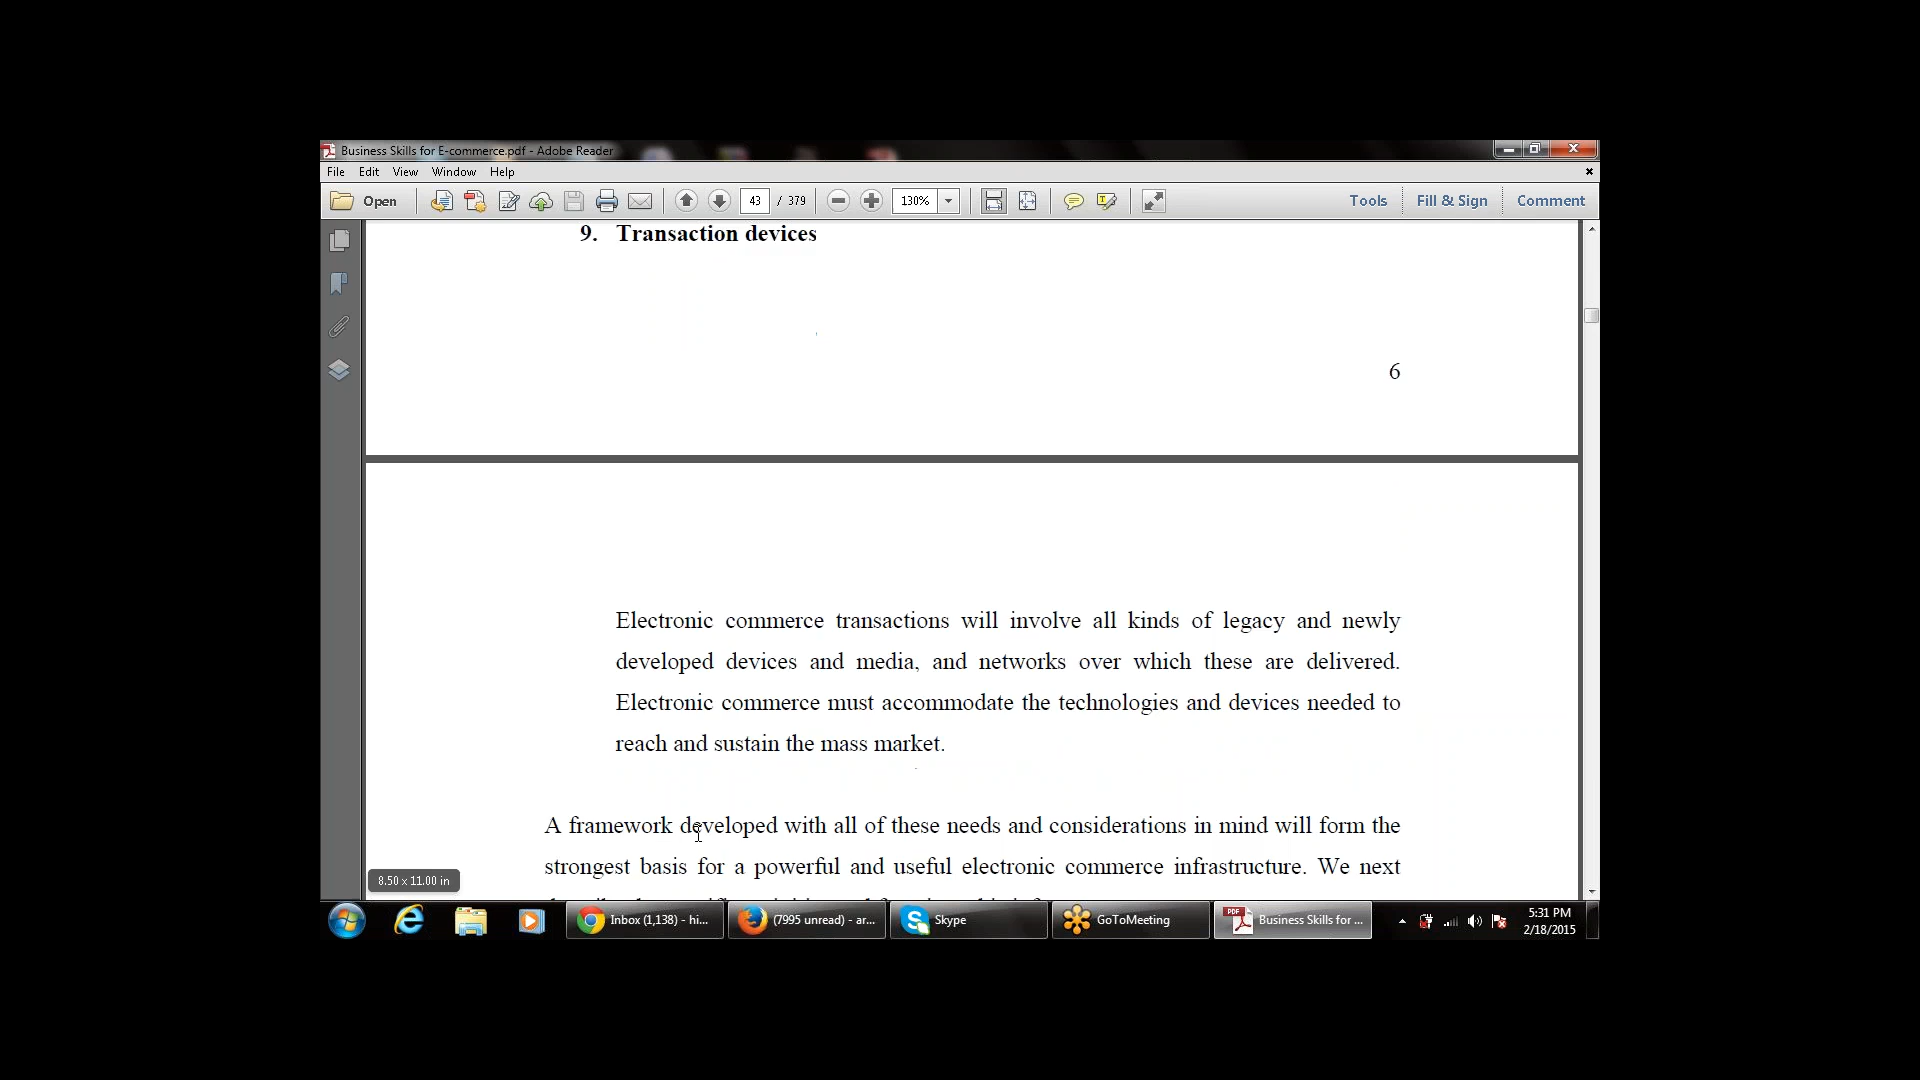 Business Skills for E-commerce.pdf - Adobe Reader
File Edit View Window Help
Open 43 / 379 130% Tools Fill & Sign Comment
9. Transaction devices
6
Electronic commerce transactions will involve all kinds of legacy and newly
developed devices and media, and networks over which these are delivered.
Electronic commerce must accommodate the technologies and devices needed to
reach and sustain the mass market.
A framework developed with all of these needs and considerations in mind will form the
strongest basis for a powerful and useful electronic commerce infrastructure. We next
8.50 x 11.00 in
Inbox (1,138) - hi... (7995 unread) - ar... Skype GoToMeeting Business Skills for ... 5:31 PM
2/18/2015